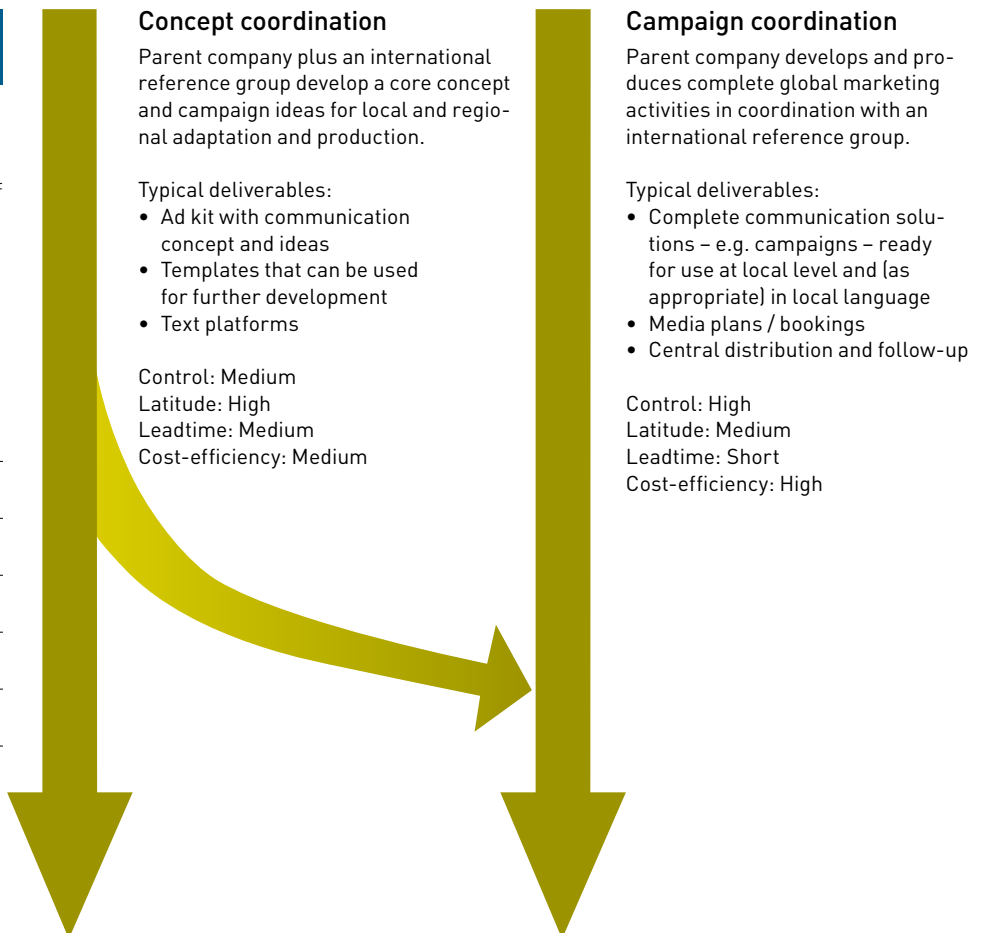 Concept coordination
Parent company plus an international
reference group develop a core concept
and campaign ideas for local and regio-
nal adaptation and production.
Typical deliverables:
• Ad kit with communication
concept and ideas
• Templates that can be used
for further development
• Text platforms
Control: Medium
Latitude: High
Leadtime: Medium
Cost-efficiency: Medium
Campaign coordination
Parent company develops and pro-
duces complete global marketing
activities in coordination with an
international reference group.
Typical deliverables:
• Complete communication solu-
tions – e.g. campaigns – ready
for use at local level and (as
appropriate) in local language
• Media plans / bookings
• Central distribution and follow-up
Control: High
Latitude: Medium
Leadtime: Short
Cost-efficiency: High